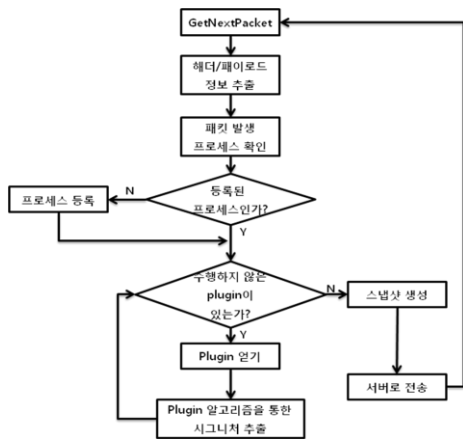 GetNextPacket
헤더/페이로드
정보 추출
패킷 발생
프로세스 확인
등록된
프로세스인가?
N
프로세스 등록
Y
수행하지 않은
plugin이
있는가?
N
스냅샷 생성
Y
Plugin 얻기
서버로 전송
Plugin 알고리즘을 통한
시그니처 추출